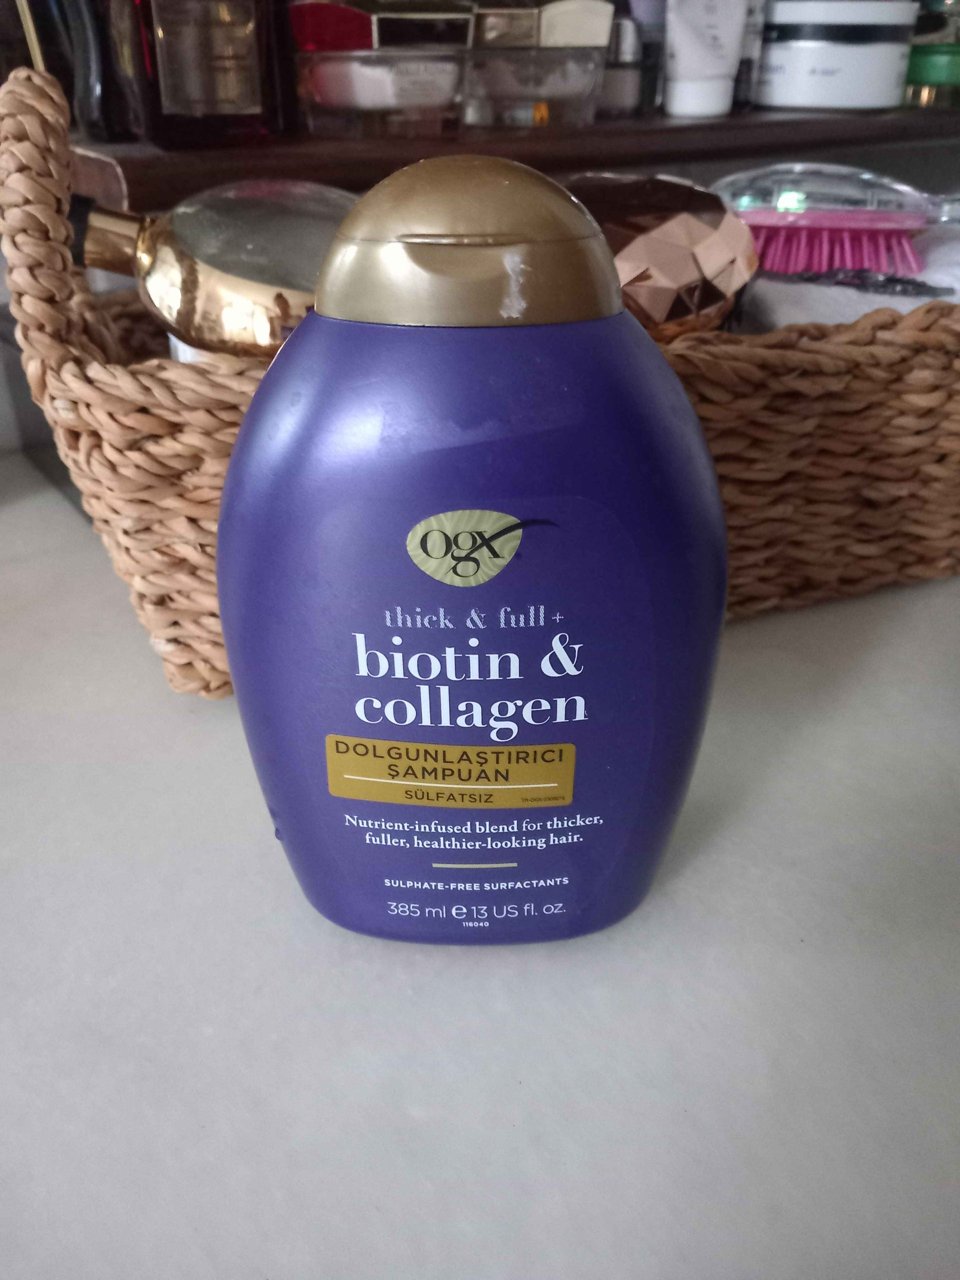 ogx
thick & full +
biotin &
collagen
DOLGUNLAŞTIRICI
ŞAMPUAN
SÜLFATSIZ
Nutrient-infused blend for thicker,
fuller, healthier-looking hair.
SULPHATE-FREE SURFACTANTS
385 ml e 13 US fl. oz.
116040